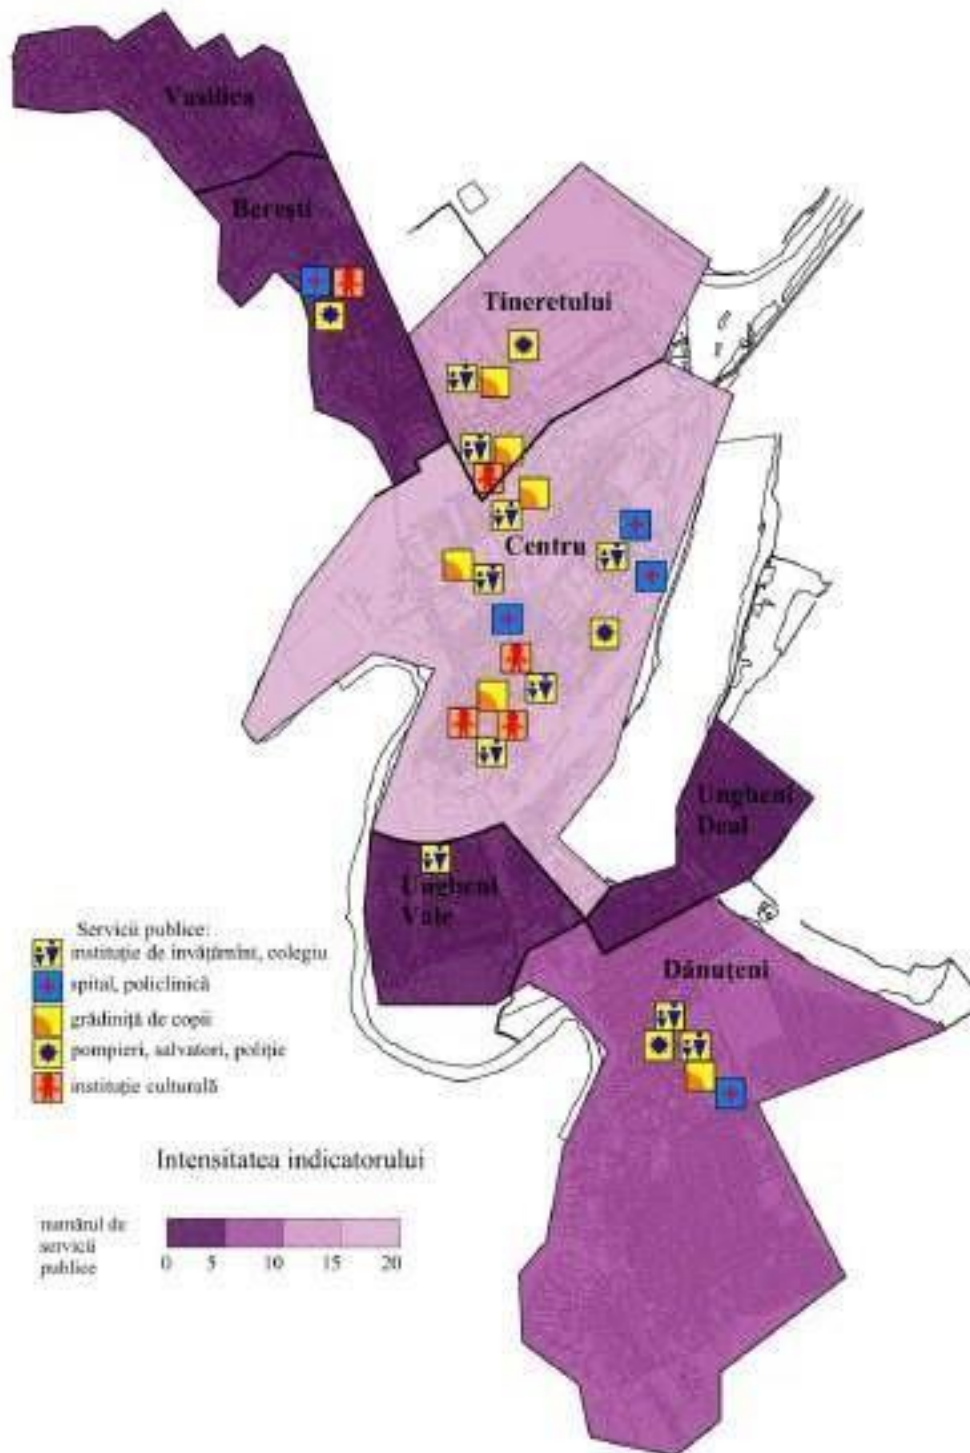 Vasilica
Berești
Tineretului
Centru
Ungheni
Deal
Ungheni
Vale
Dănuțeni
Servicii publice:
instituție de învățămînt, colegiu
spital, policlinică
grădiniță de copii
pompieri, salvatori, poliție
instituție culturală
Intensitatea indicatorului
numărul de
servicii
publice
0 5 10 15 20